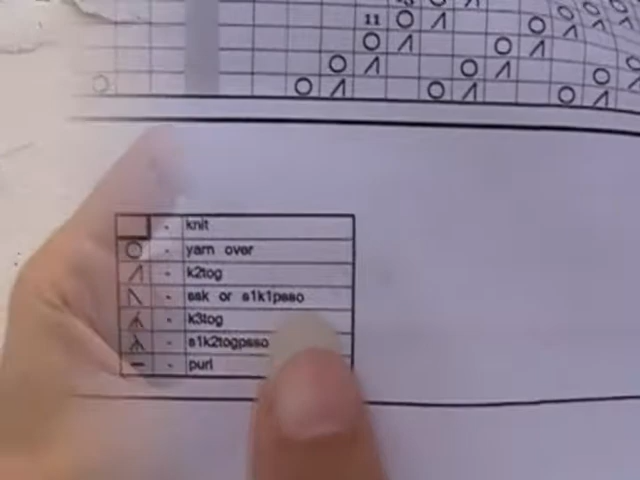 11
knit
yarn over
k2tog
ssk or s1k1psso
k3tog
s1k2togpsso
purl